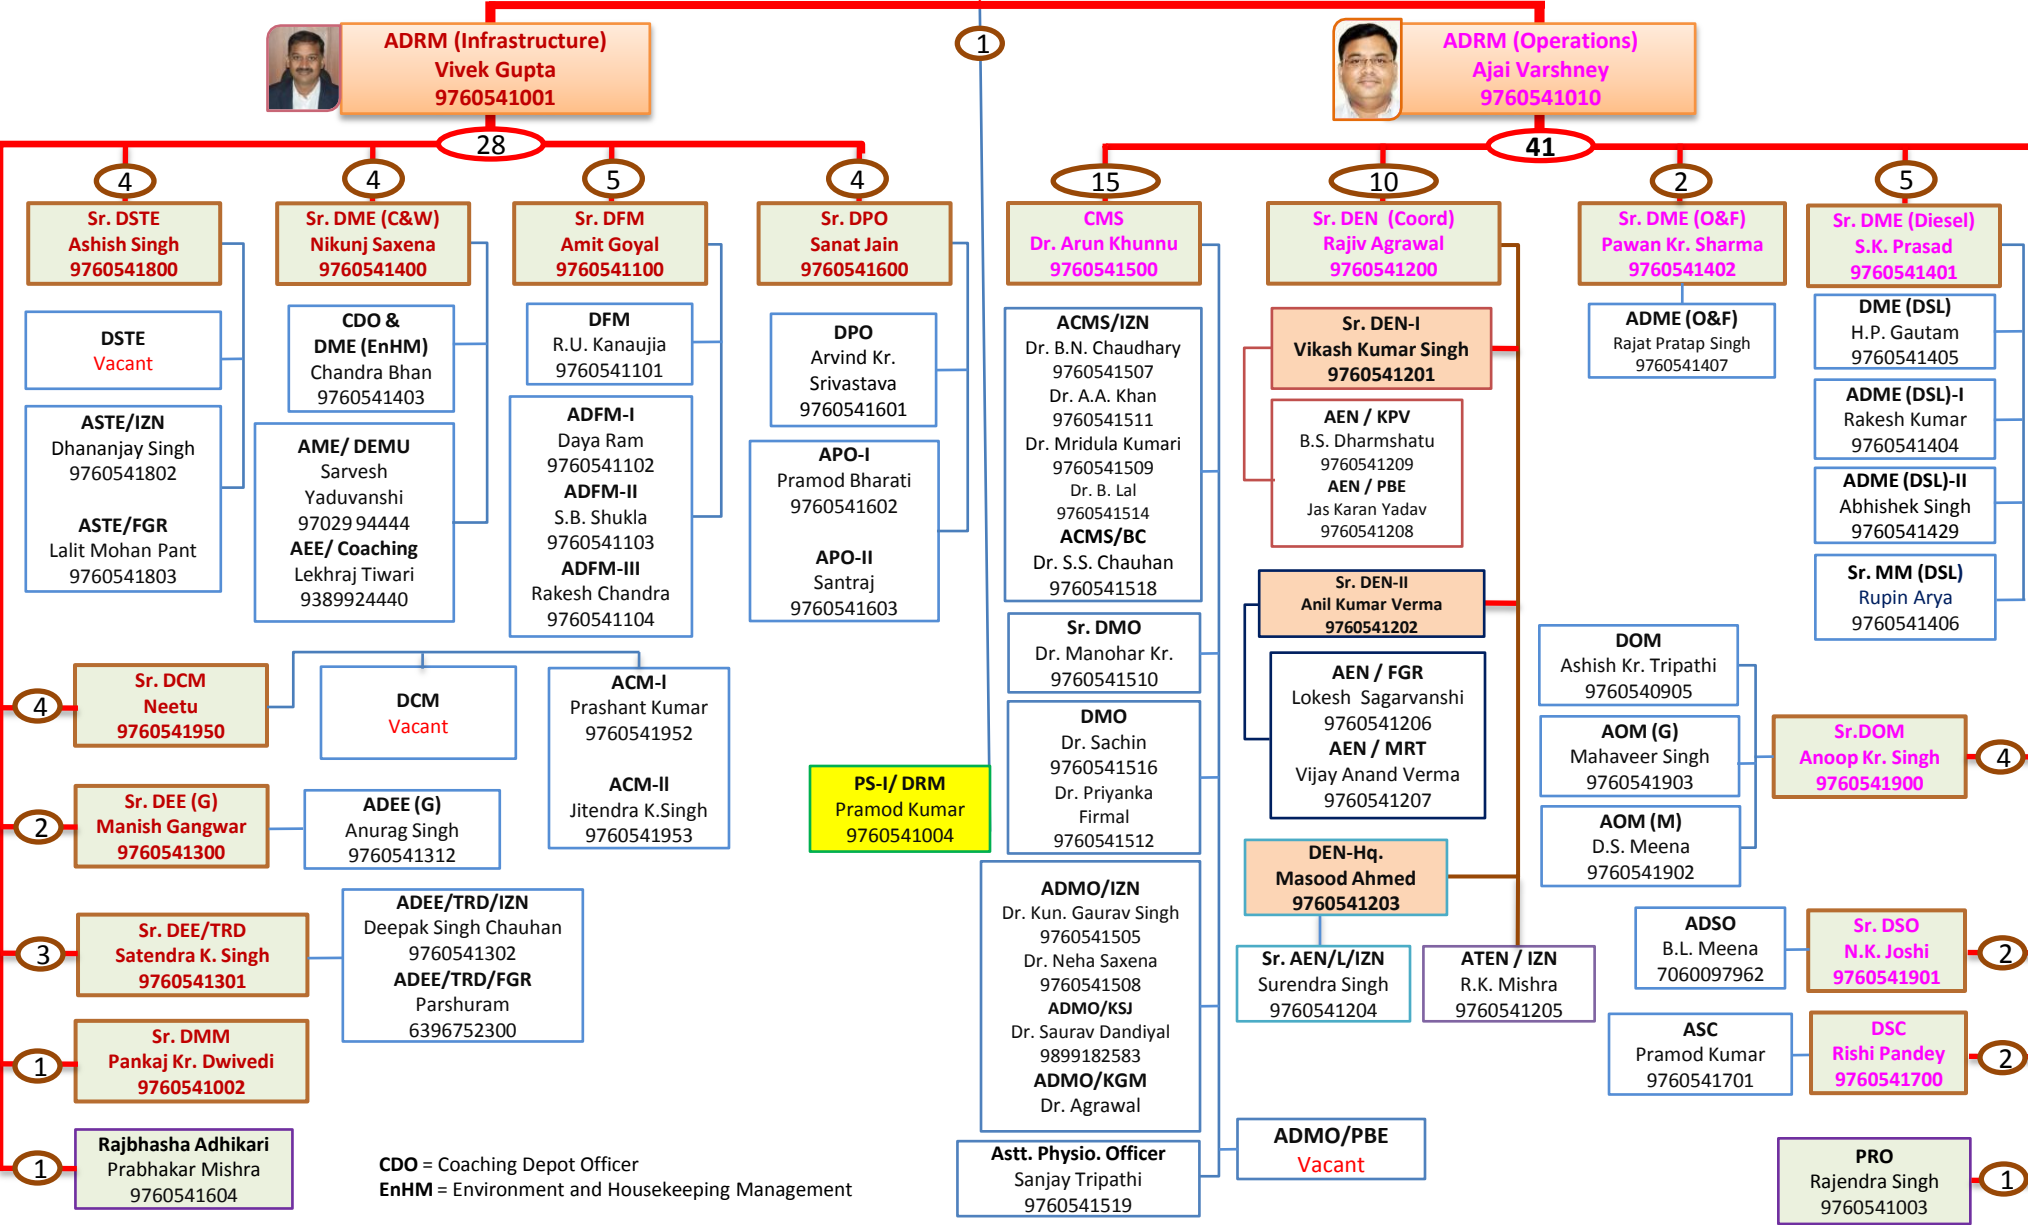 ADRM (Infrastructure)
Vivek Gupta
9760541001
1
ADRM (Operations)
Ajai Varshney
9760541010
28
41
4
4
5
4
15
10
2
5
Sr. DSTE
Ashish Singh
9760541800
Sr. DME (C&W)
Nikunj Saxena
9760541400
Sr. DFM
Amit Goyal
9760541100
Sr. DPO
Sanat Jain
9760541600
CMS
Dr. Arun Khunnu
9760541500
Sr. DEN (Coord)
Rajiv Agrawal
9760541200
Sr. DME (O&F)
Pawan Kr. Sharma
9760541402
Sr. DME (Diesel)
S.K. Prasad
9760541401
DSTE
Vacant
ASTE/IZN
Dhananjay Singh
9760541802
ASTE/FGR
Lalit Mohan Pant
9760541803
CDO &
DME (EnHM)
Chandra Bhan
9760541403
AME/ DEMU
Sarvesh
Yaduvanshi
97029 94444
AEE/ Coaching
Lekhraj Tiwari
9389924440
DFM
R.U. Kanaujia
9760541101
ADFM-I
Daya Ram
9760541102
ADFM-II
S.B. Shukla
9760541103
ADFM-III
Rakesh Chandra
9760541104
DPO
Arvind Kr.
Srivastava
9760541601
APO-I
Pramod Bharati
9760541602
APO-II
Santraj
9760541603
ACMS/IZN
Dr. B.N. Chaudhary
9760541507
Dr. A.A. Khan
9760541511
Dr. Mridula Kumari
9760541509
Dr. B. Lal
9760541514
ACMS/BC
Dr. S.S. Chauhan
9760541518
Sr. DMO
Dr. Manohar Kr.
9760541510
DMO
Dr. Sachin
9760541516
Dr. Priyanka
Firmal
9760541512
ADMO/IZN
Dr. Kun. Gaurav Singh
9760541505
Dr. Neha Saxena
9760541508
ADMO/KSJ
Dr. Saurav Dandiyal
9899182583
ADMO/KGM
Dr. Agrawal
Astt. Physio. Officer
Sanjay Tripathi
9760541519
ADMO/PBE
Vacant
Sr. DEN-I
Vikash Kumar Singh
9760541201
AEN / KPV
B.S. Dharmshatu
9760541209
AEN / PBE
Jas Karan Yadav
9760541208
Sr. DEN-II
Anil Kumar Verma
9760541202
AEN / FGR
Lokesh Sagarvanshi
9760541206
AEN / MRT
Vijay Anand Verma
9760541207
DEN-Hq.
Masood Ahmed
9760541203
Sr. AEN/L/IZN
Surendra Singh
9760541204
ATEN / IZN
R.K. Mishra
9760541205
ADME (O&F)
Rajat Pratap Singh
9760541407
DME (DSL)
H.P. Gautam
9760541405
ADME (DSL)-I
Rakesh Kumar
9760541404
ADME (DSL)-II
Abhishek Singh
9760541429
Sr. MM (DSL)
Rupin Arya
9760541406
4
Sr. DCM
Neetu
9760541950
DCM
Vacant
ACM-I
Prashant Kumar
9760541952
ACM-II
Jitendra K.Singh
9760541953
2
Sr. DEE (G)
Manish Gangwar
9760541300
ADEE (G)
Anurag Singh
9760541312
3
Sr. DEE/TRD
Satendra K. Singh
9760541301
ADEE/TRD/IZN
Deepak Singh Chauhan
9760541302
ADEE/TRD/FGR
Parshuram
6396752300
1
Sr. DMM
Pankaj Kr. Dwivedi
9760541002
1
Rajbhasha Adhikari
Prabhakar Mishra
9760541604
CDO = Coaching Depot Officer
EnHM = Environment and Housekeeping Management
PS-I/ DRM
Pramod Kumar
9760541004
DOM
Ashish Kr. Tripathi
9760540905
AOM (G)
Mahaveer Singh
9760541903
AOM (M)
D.S. Meena
9760541902
Sr.DOM
Anoop Kr. Singh
9760541900
4
ADSO
B.L. Meena
7060097962
Sr. DSO
N.K. Joshi
9760541901
2
ASC
Pramod Kumar
9760541701
DSC
Rishi Pandey
9760541700
2
PRO
Rajendra Singh
9760541003
1